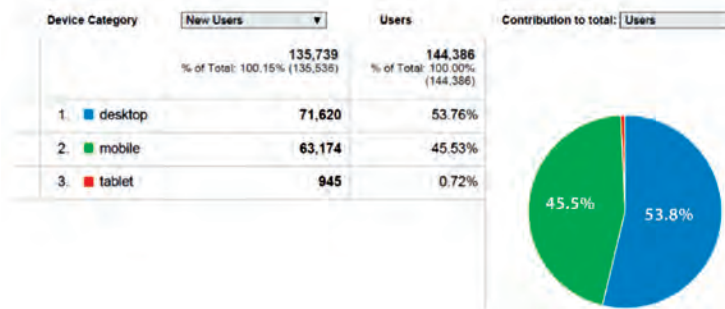 Device Category New Users ▼ Users Contribution to total: Users
135,739 144,386
% of Total: 100.15% (135,536) % of Total: 100.00%
(144,386)
1. desktop 71,620 53.76%
2. mobile 63,174 45.53%
3. tablet 945 0.72%
45.5% 53.8%